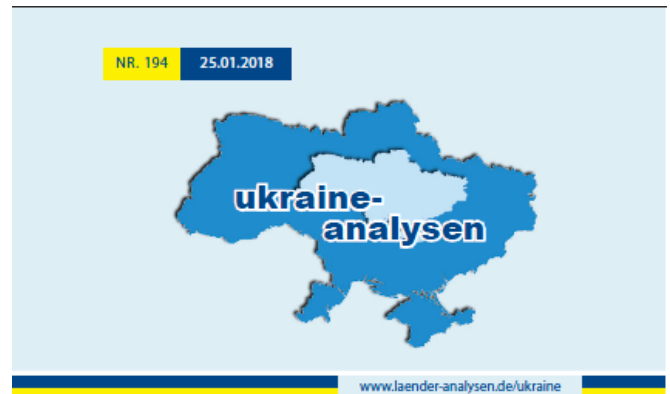 NR. 194 25.01.2018
ukraine-
analysen
www.laender-analysen.de/ukraine